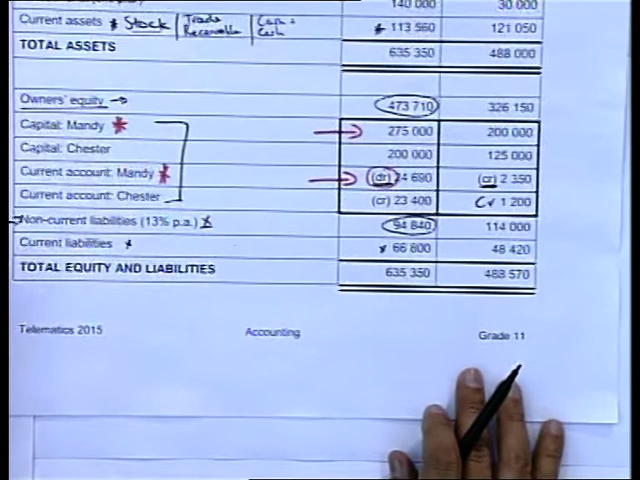 140 000 30 000
Current assets * Stock | Trade Receivable | Cash + Cash * 113 560 121 050
TOTAL ASSETS 635 350 488 000
Owners' equity → 473 710 326 150
Capital: Mandy * 275 000 200 000
Capital: Chester 200 000 125 000
Current account: Mandy * (dr) 24 690 (cr) 2 350
Current account: Chester (cr) 23 400 Cr 1 200
Non-current liabilities (13% p.a.) 94 840 114 000
Current liabilities * 66 800 48 420
TOTAL EQUITY AND LIABILITIES 635 350 488 570
Telematics 2015 Accounting Grade 11